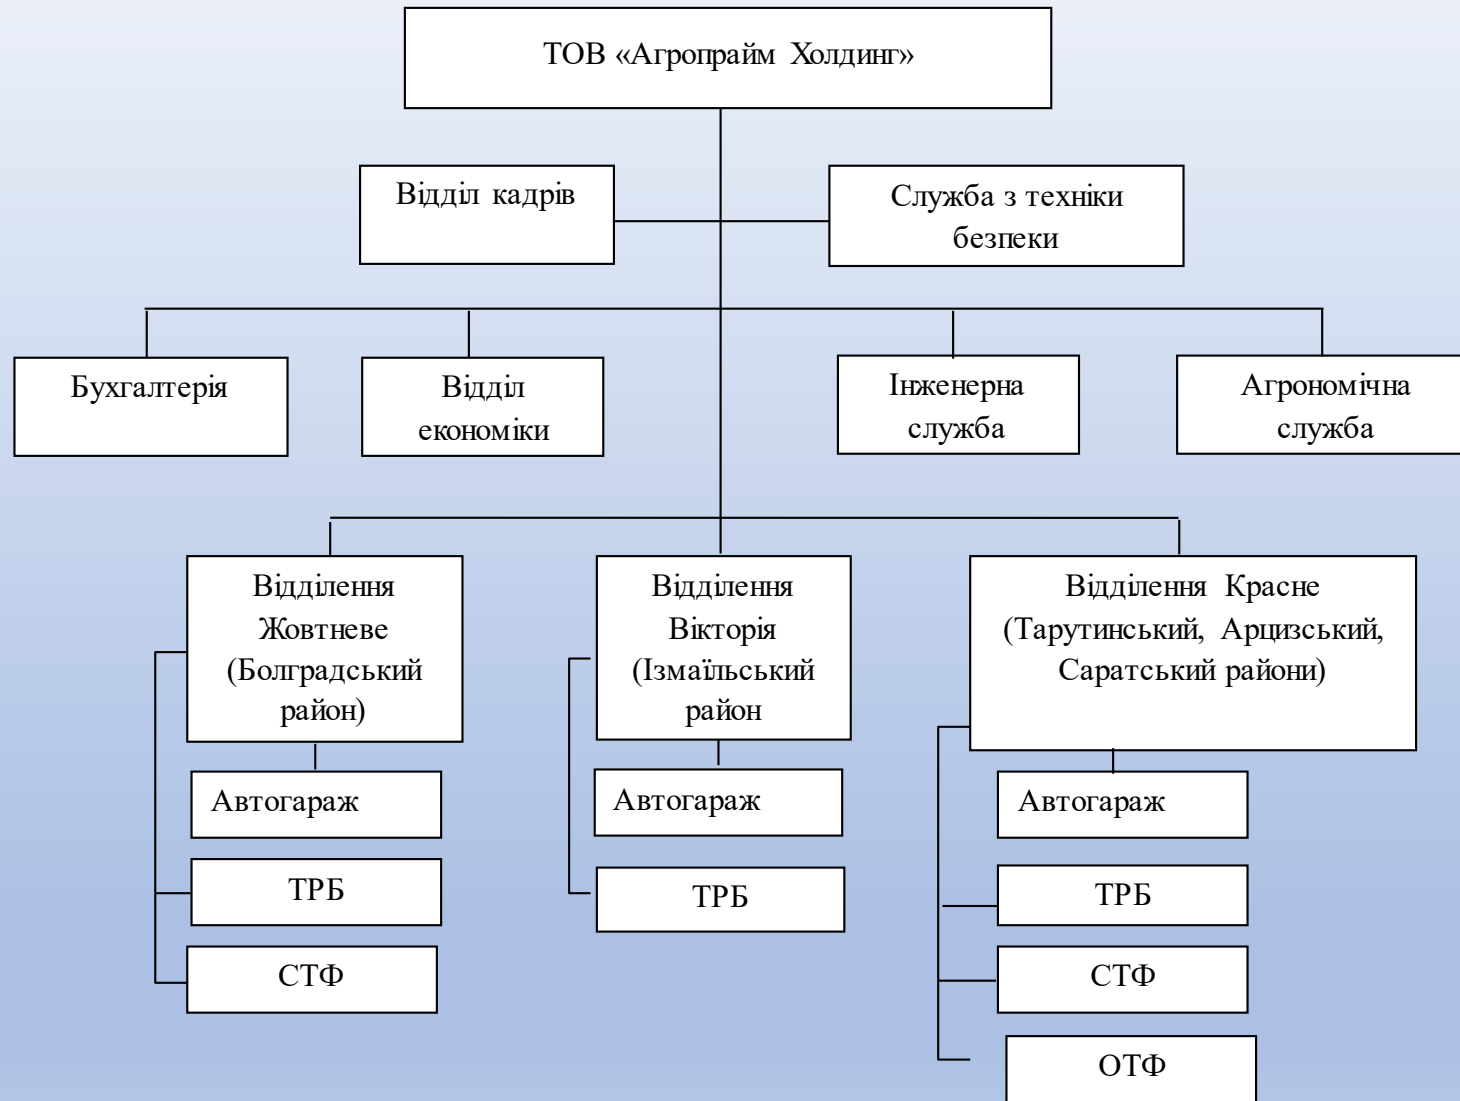 ТОВ «Агропрайм Холдинг»
Відділ кадрів
Служба з техніки
безпеки
Бухгалтерія
Відділ
економіки
Інженерна
служба
Агрономічна
служба
Відділення
Жовтневе
(Болградський
район)
Відділення
Вікторія
(Ізмаїльський
район
Відділення Красне
(Тарутинський, Арцизський,
Саратський райони)
Автогараж
ТРБ
СТФ
Автогараж
ТРБ
Автогараж
ТРБ
СТФ
ОТФ